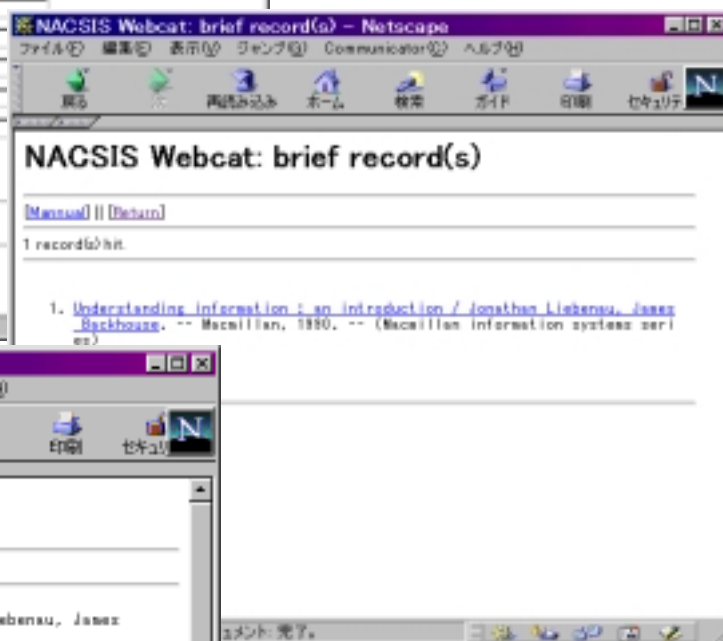 NACSIS Webcat: brief record(s) - Netscape
ファイル(F) 編集(E) 表示(V) ジャンプ(G) Communicator(C) ヘルプ(H)
戻る 再読み込み ホーム 検索 ガイド 印刷 セキュリテ
NACSIS Webcat: brief record(s)
[Mannual] || [Return]
1 record(s) hit.
1. Understanding information : an introduction / Jonathan Liebenau, James
Backhouse. -- Macmillan, 1990. -- (Macmillan information systems seri
es)
印刷 セキュリ
ebenau, James
ュメント: 完了。